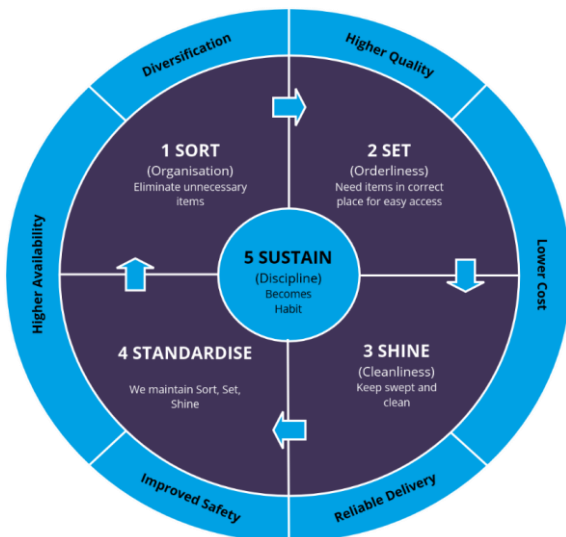 Diversification
Higher Quality
1 SORT
(Organisation)
Eliminate unnecessary
items
2 SET
(Orderliness)
Need items in correct
place for easy access
Higher Availability
5 SUSTAIN
(Discipline)
Becomes
Habit
Lower Cost
4 STANDARDISE
We maintain Sort, Set,
Shine
3 SHINE
(Cleanliness)
Keep swept and
clean
Improved Safety
Reliable Delivery